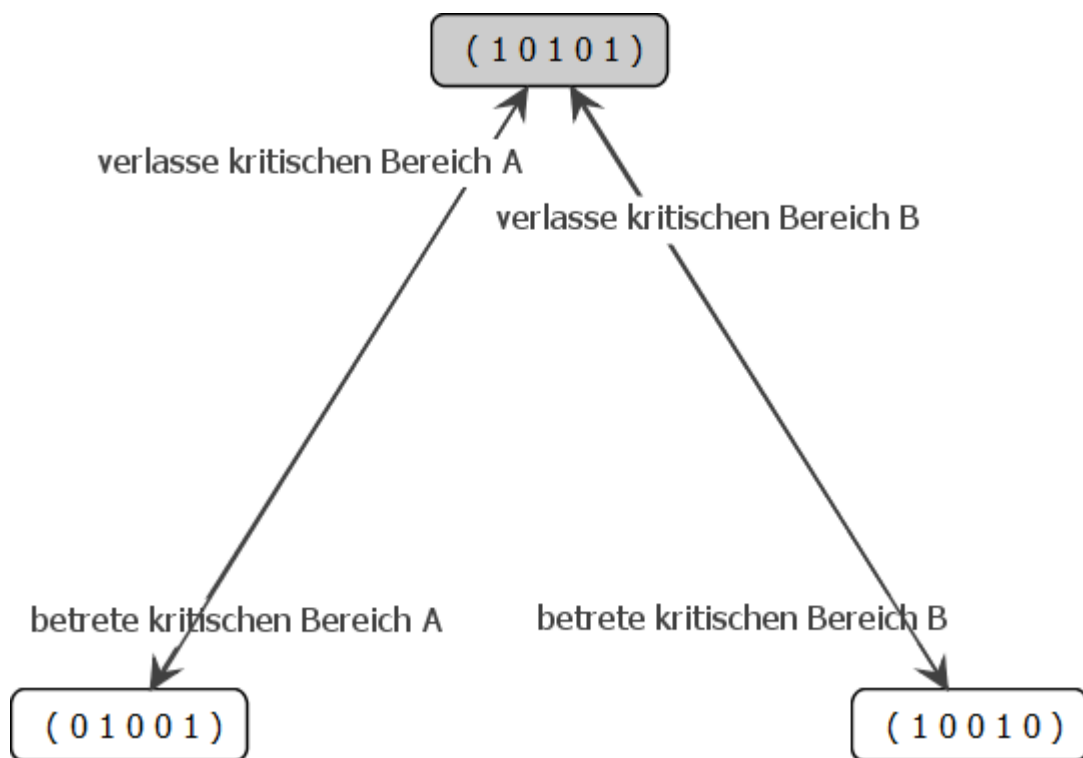 ( 1 0 1 0 1 )
verlasse kritischen Bereich A
verlasse kritischen Bereich B
betrete kritischen Bereich A
betrete kritischen Bereich B
( 0 1 0 0 1 )
( 1 0 0 1 0 )